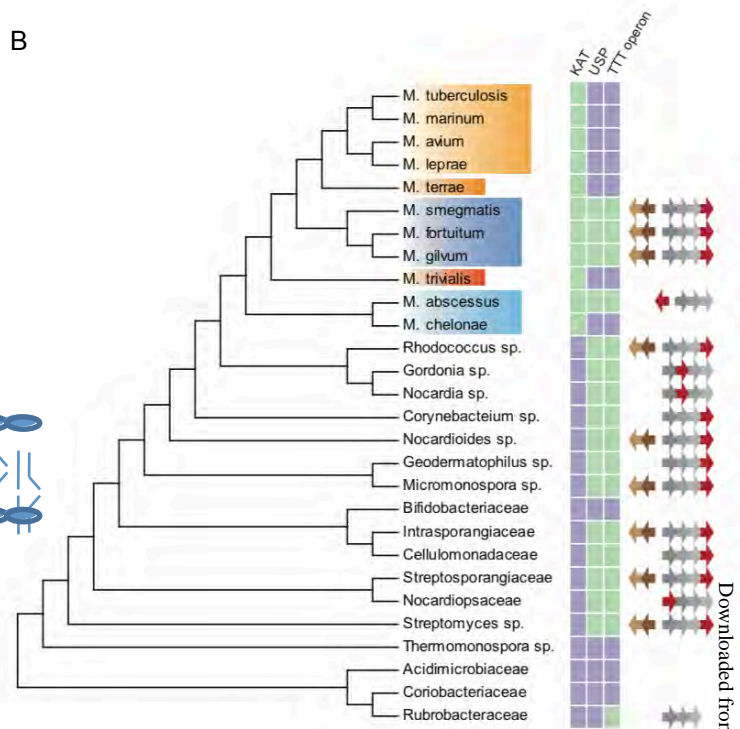 B
KAT
USP
TTT operon
M. tuberculosis
M. marinum
M. avium
M. leprae
M. terrae
M. smegmatis
M. fortuitum
M. gilvum
M. trivialis
M. abscessus
M. chelonae
Rhodococcus sp.
Gordonia sp.
Nocardia sp.
Corynebacteium sp.
Nocardioides sp.
Geodermatophilus sp.
Micromonospora sp.
Bifidobacteriaceae
Intrasporangiaceae
Cellulomonadaceae
Streptosporangiaceae
Nocardiopsaceae
Streptomyces sp.
Thermomonospora sp.
Acidimicrobiaceae
Coriobacteriaceae
Rubrobacteraceae
Downloaded from